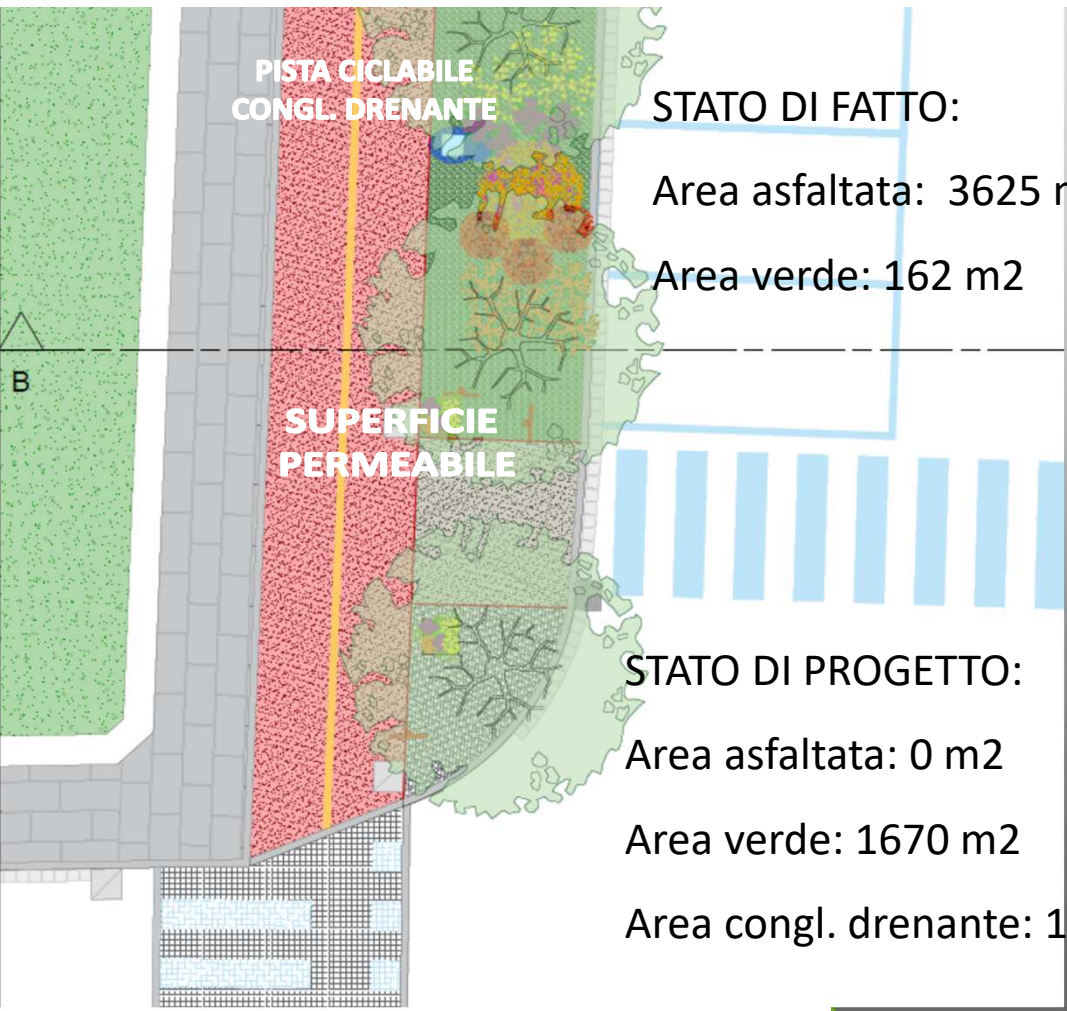 PISTA CICLABILE
CONGL. DRENANTE
STATO DI FATTO:
Area asfaltata: 3625
Area verde: 162 m2
B
SUPERFICIE
PERMEABILE
STATO DI PROGETTO:
Area asfaltata: 0 m2
Area verde: 1670 m2
Area congl. drenante: